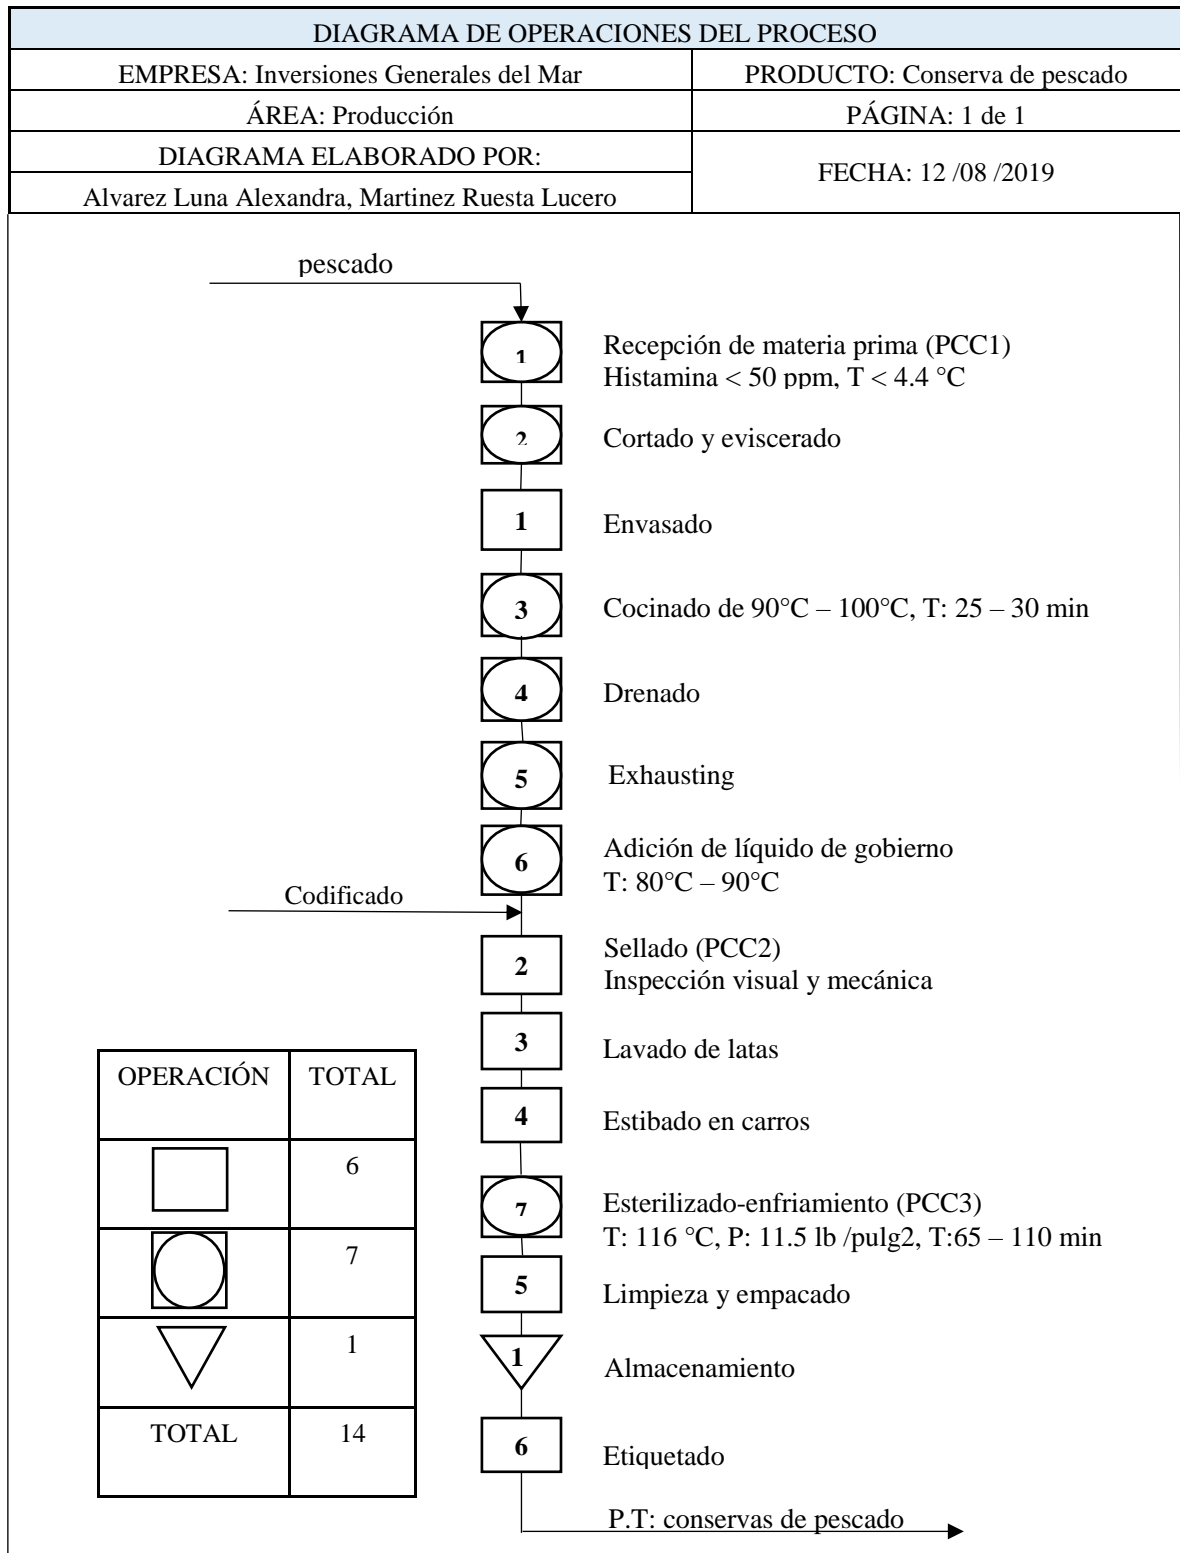 DIAGRAMA DE OPERACIONES DEL PROCESO
EMPRESA: Inversiones Generales del Mar
PRODUCTO: Conserva de pescado
ÁREA: Producción
PÁGINA: 1 de 1
DIAGRAMA ELABORADO POR:
FECHA: 12 /08 /2019
Alvarez Luna Alexandra, Martinez Ruesta Lucero
pescado
1
Recepción de materia prima (PCC1)
Histamina < 50 ppm, T < 4.4 °C
2
Cortado y eviscerado
1
Envasado
3
Cocinado de 90°C – 100°C, T: 25 – 30 min
4
Drenado
5
Exhausting
6
Adición de líquido de gobierno
T: 80°C – 90°C
Codificado
2
Sellado (PCC2)
Inspección visual y mecánica
3
Lavado de latas
4
Estibado en carros
7
Esterilizado-enfriamiento (PCC3)
T: 116 °C, P: 11.5 lb /pulg2, T:65 – 110 min
5
Limpieza y empacado
1
Almacenamiento
6
Etiquetado
P.T: conservas de pescado
OPERACIÓN TOTAL
6
7
1
TOTAL 14